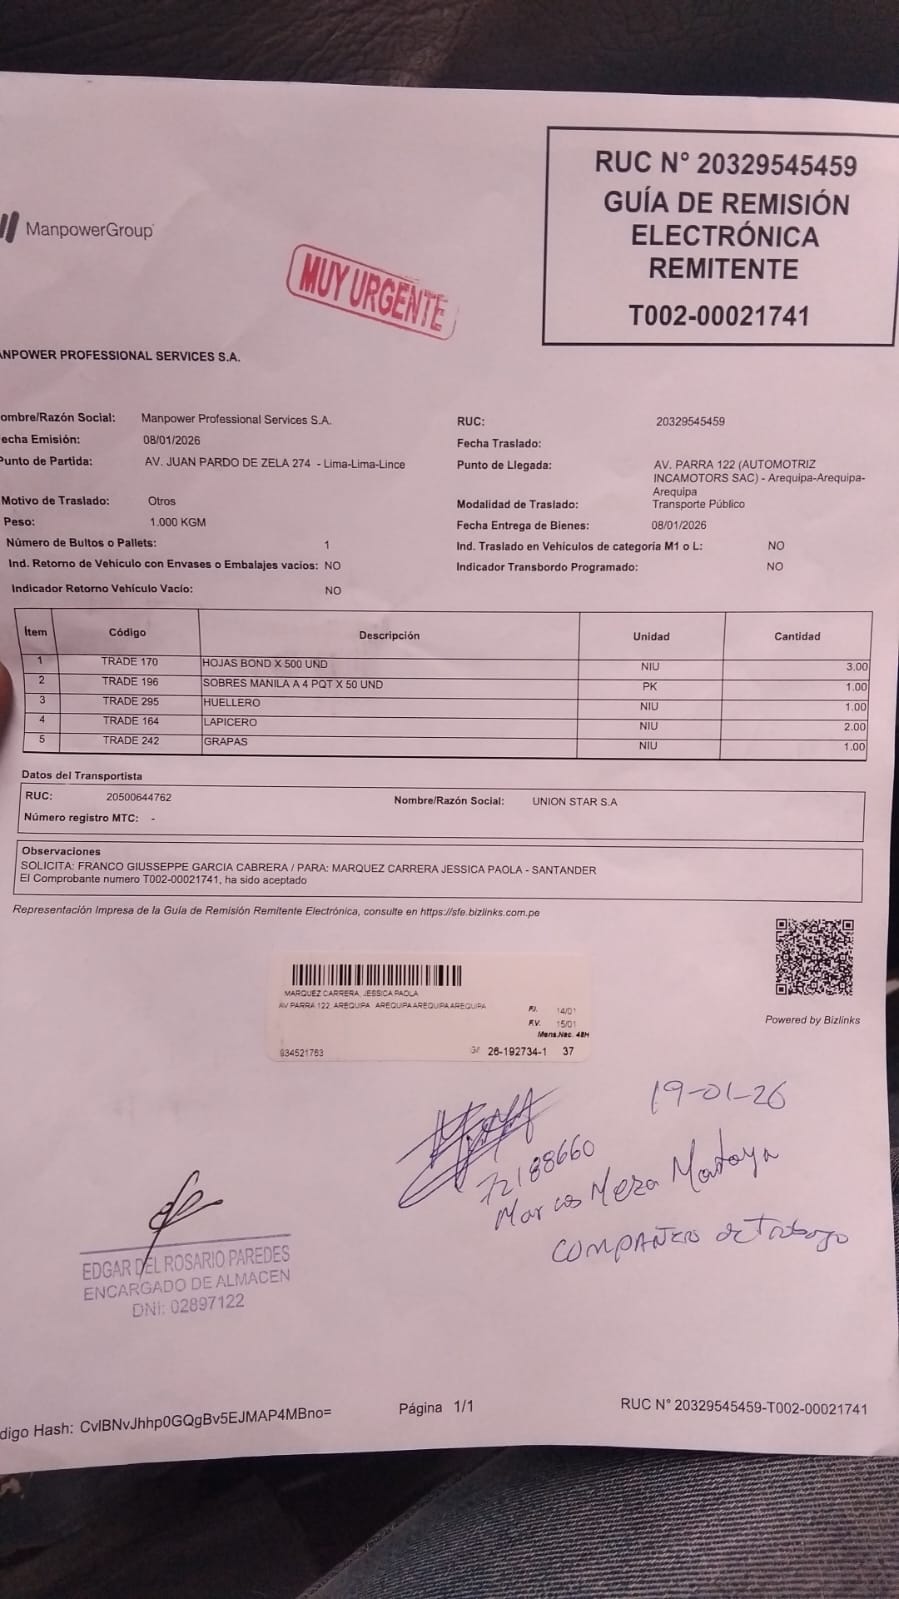 ManpowerGroup
MUY URGENTE
RUC N° 20329545459
GUÍA DE REMISIÓN
ELECTRÓNICA
REMITENTE
T002-00021741
ANPOWER PROFESSIONAL SERVICES S.A.
ombre/Razón Social: Manpower Professional Services S.A. RUC: 20329545459
echa Emisión: 08/01/2026 Fecha Traslado:
Punto de Partida: AV. JUAN PARDO DE ZELA 274 - Lima-Lima-Lince Punto de Llegada: AV. PARRA 122 (AUTOMOTRIZ
INCAMOTORS SAC) - Arequipa-Arequipa-
Arequipa
Motivo de Traslado: Otros Modalidad de Traslado: Transporte Público
Peso: 1.000 KGM Fecha Entrega de Bienes: 08/01/2026
Número de Bultos o Pallets: 1 Ind. Traslado en Vehículos de categoría M1 o L: NO
Ind. Retorno de Vehículo con Envases o Embalajes vacíos: NO Indicador Transbordo Programado: NO
Indicador Retorno Vehículo Vacío: NO
Ítem Código Descripción Unidad Cantidad
1 TRADE 170 HOJAS BOND X 500 UND NIU 3.00
2 TRADE 196 SOBRES MANILA A 4 PQT X 50 UND PK 1.00
3 TRADE 295 HUELLERO NIU 1.00
4 TRADE 164 LAPICERO NIU 2.00
5 TRADE 242 GRAPAS NIU 1.00
Datos del Transportista
RUC: 20500644762 Nombre/Razón Social: UNION STAR S.A
Número registro MTC: -
Observaciones
SOLICITA: FRANCO GIUSSEPPE GARCIA CABRERA / PARA: MARQUEZ CARRERA JESSICA PAOLA - SANTANDER
El Comprobante numero T002-00021741, ha sido aceptado
Representación Impresa de la Guía de Remisión Remitente Electrónica, consulte en https://sfe.bizlinks.com.pe
MARQUEZ CARRERA, JESSICA PAOLA
AV PARRA 122, AREQUIPA AREQUIPA AREQUIPA AREQUIPA
F.I. 14/01
F.V. 15/01
Mens.Nac. 48H
934521763 26-192734-1 37
Powered by Bizlinks
19-01-26
72188660
Marcos Meza Montoya
COMPAÑERO de Trabajo
EDGAR DEL ROSARIO PAREDES
ENCARGADO DE ALMACEN
DNI: 02897122
digo Hash: CvlBNvJhhp0GQgBv5EJMAP4MBno= Página 1/1 RUC N° 20329545459-T002-00021741